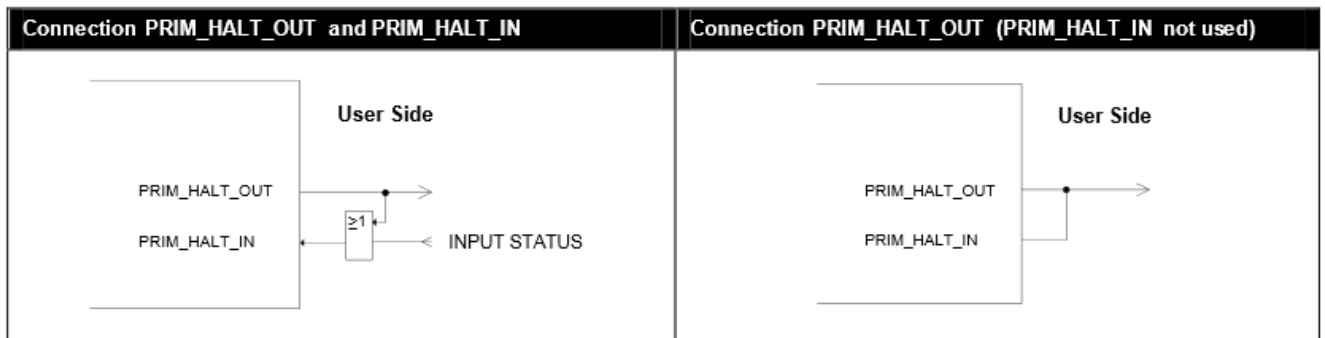 Connection PRIM_HALT_OUT and PRIM_HALT_IN
Connection PRIM_HALT_OUT (PRIM_HALT_IN not used)
User Side
PRIM_HALT_OUT
≥1
PRIM_HALT_IN
INPUT STATUS
User Side
PRIM_HALT_OUT
PRIM_HALT_IN